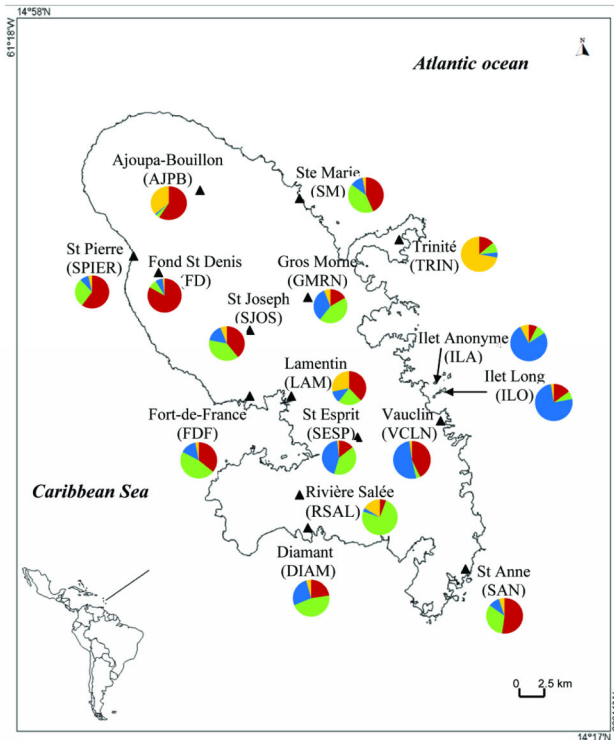 14°58'N
61°18'W
N
Atlantic ocean
Ajoupa-Bouillon
(AJPB)
Ste Marie
(SM)
Trinité
(TRIN)
St Pierre
(SPIER)
Fond St Denis
(FD)
Gros Morne
(GMRN)
St Joseph
(SJOS)
Ilet Anonyme
(ILA)
Lamentin
(LAM)
Ilet Long
(ILO)
Fort-de-France
(FDF)
St Esprit
(SESP)
Vauclin
(VCLN)
Caribbean Sea
Rivière Salée
(RSAL)
Diamant
(DIAM)
St Anne
(SAN)
0 2.5 km
14°17'N